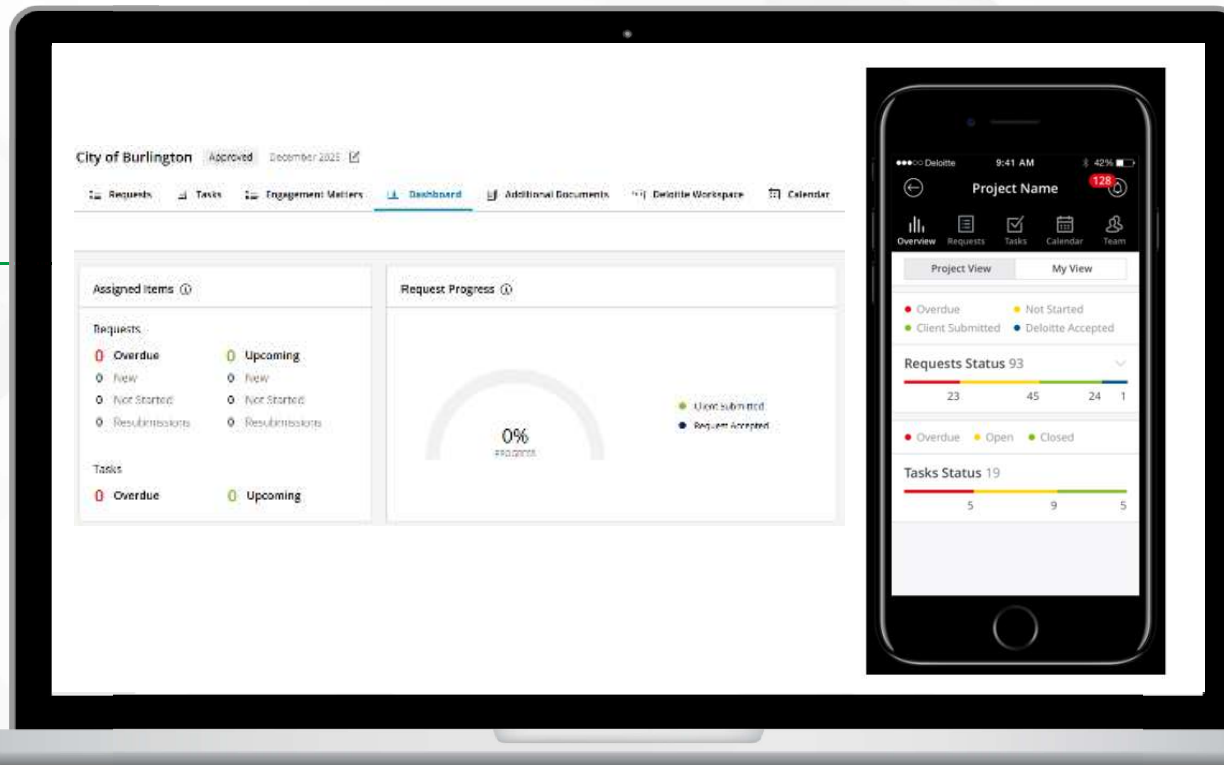 City of Burlington Approved December 2025
Requests Tasks Engagement Matters Dashboard Additional Documents Deloitte Workspace Calendar
Assigned Items
Requests
0 Overdue 0 Upcoming
0 New 0 New
0 Not Started 0 Not Started
0 Resubmissions 0 Resubmissions
Tasks
0 Overdue 0 Upcoming
Request Progress
0%
PROGRESS
Client Submitted
Request Accepted
Deloitte 9:41 AM 42%
Project Name 128
Overview Requests Tasks Calendar Team
Project View My View
Overdue Not Started
Client Submitted Deloitte Accepted
Requests Status 93
23 45 24 1
Overdue Open Closed
Tasks Status 19
5 9 5